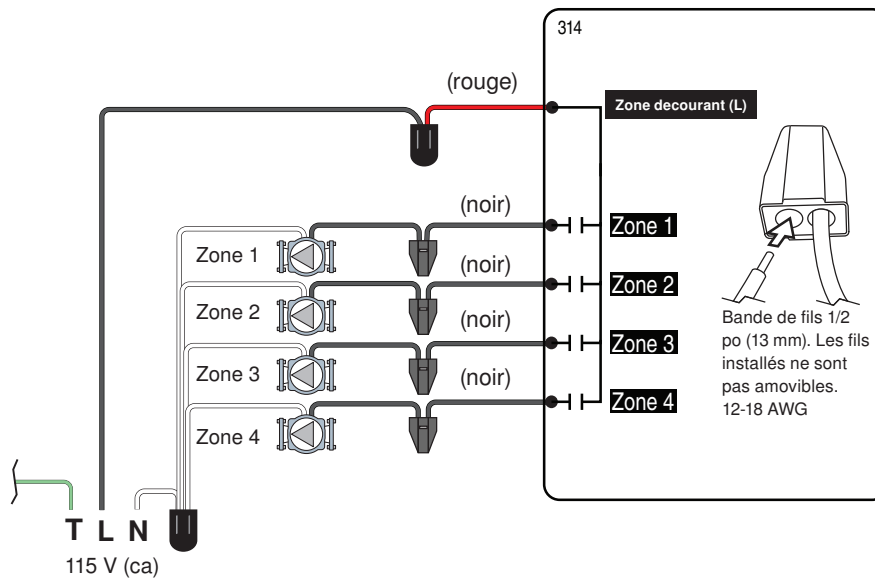 314
(rouge)
Zone decourant (L)
(noir)
Zone 1
Zone 1
(noir)
Zone 2
Zone 2
(noir)
Zone 3
Zone 3
(noir)
Zone 4
Zone 4
Bande de fils 1/2
po (13 mm). Les fils
installés ne sont
pas amovibles.
12-18 AWG
T L N
115 V (ca)